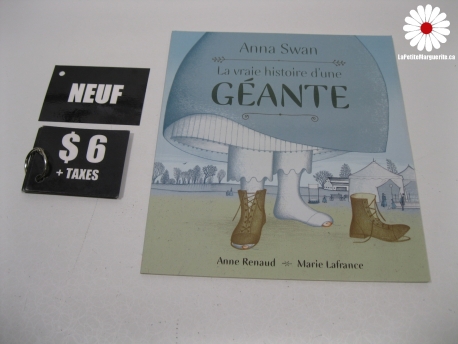 LaPetiteMarguerite.ca
NEUF
$ 6
+ TAXES
Anna Swan
La vraie histoire d'une
GÉANTE
Anne Renaud
Marie Lafrance